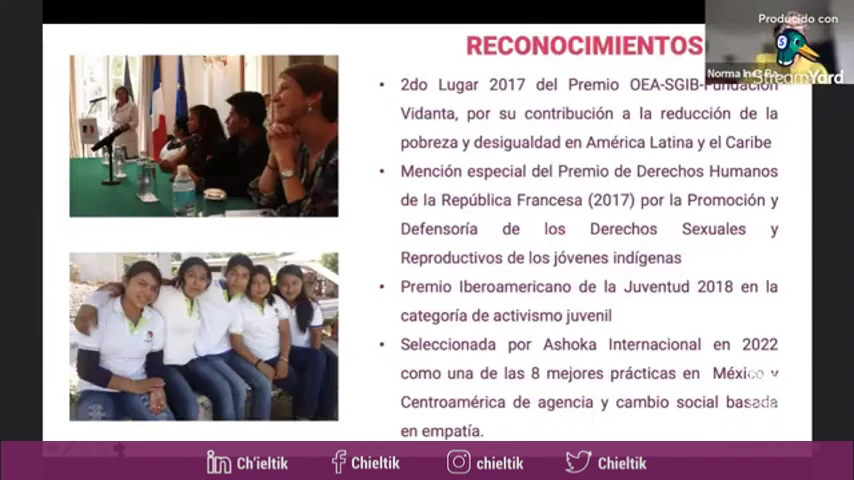 Producido con
StreamYard
RECONOCIMIENTOS
• 2do Lugar 2017 del Premio OEA-SGIB-Fundación
Vidanta, por su contribución a la reducción de la
pobreza y desigualdad en América Latina y el Caribe
• Mención especial del Premio de Derechos Humanos
de la República Francesa (2017) por la Promoción y
Defensoría de los Derechos Sexuales y
Reproductivos de los jóvenes indígenas
• Premio Iberoamericano de la Juventud 2018 en la
categoría de activismo juvenil
• Seleccionada por Ashoka Internacional en 2022
como una de las 8 mejores prácticas en México y
Centroamérica de agencia y cambio social basada
en empatía.
Norma
Ch'ieltik
Chieltik
chieltik
Chieltik